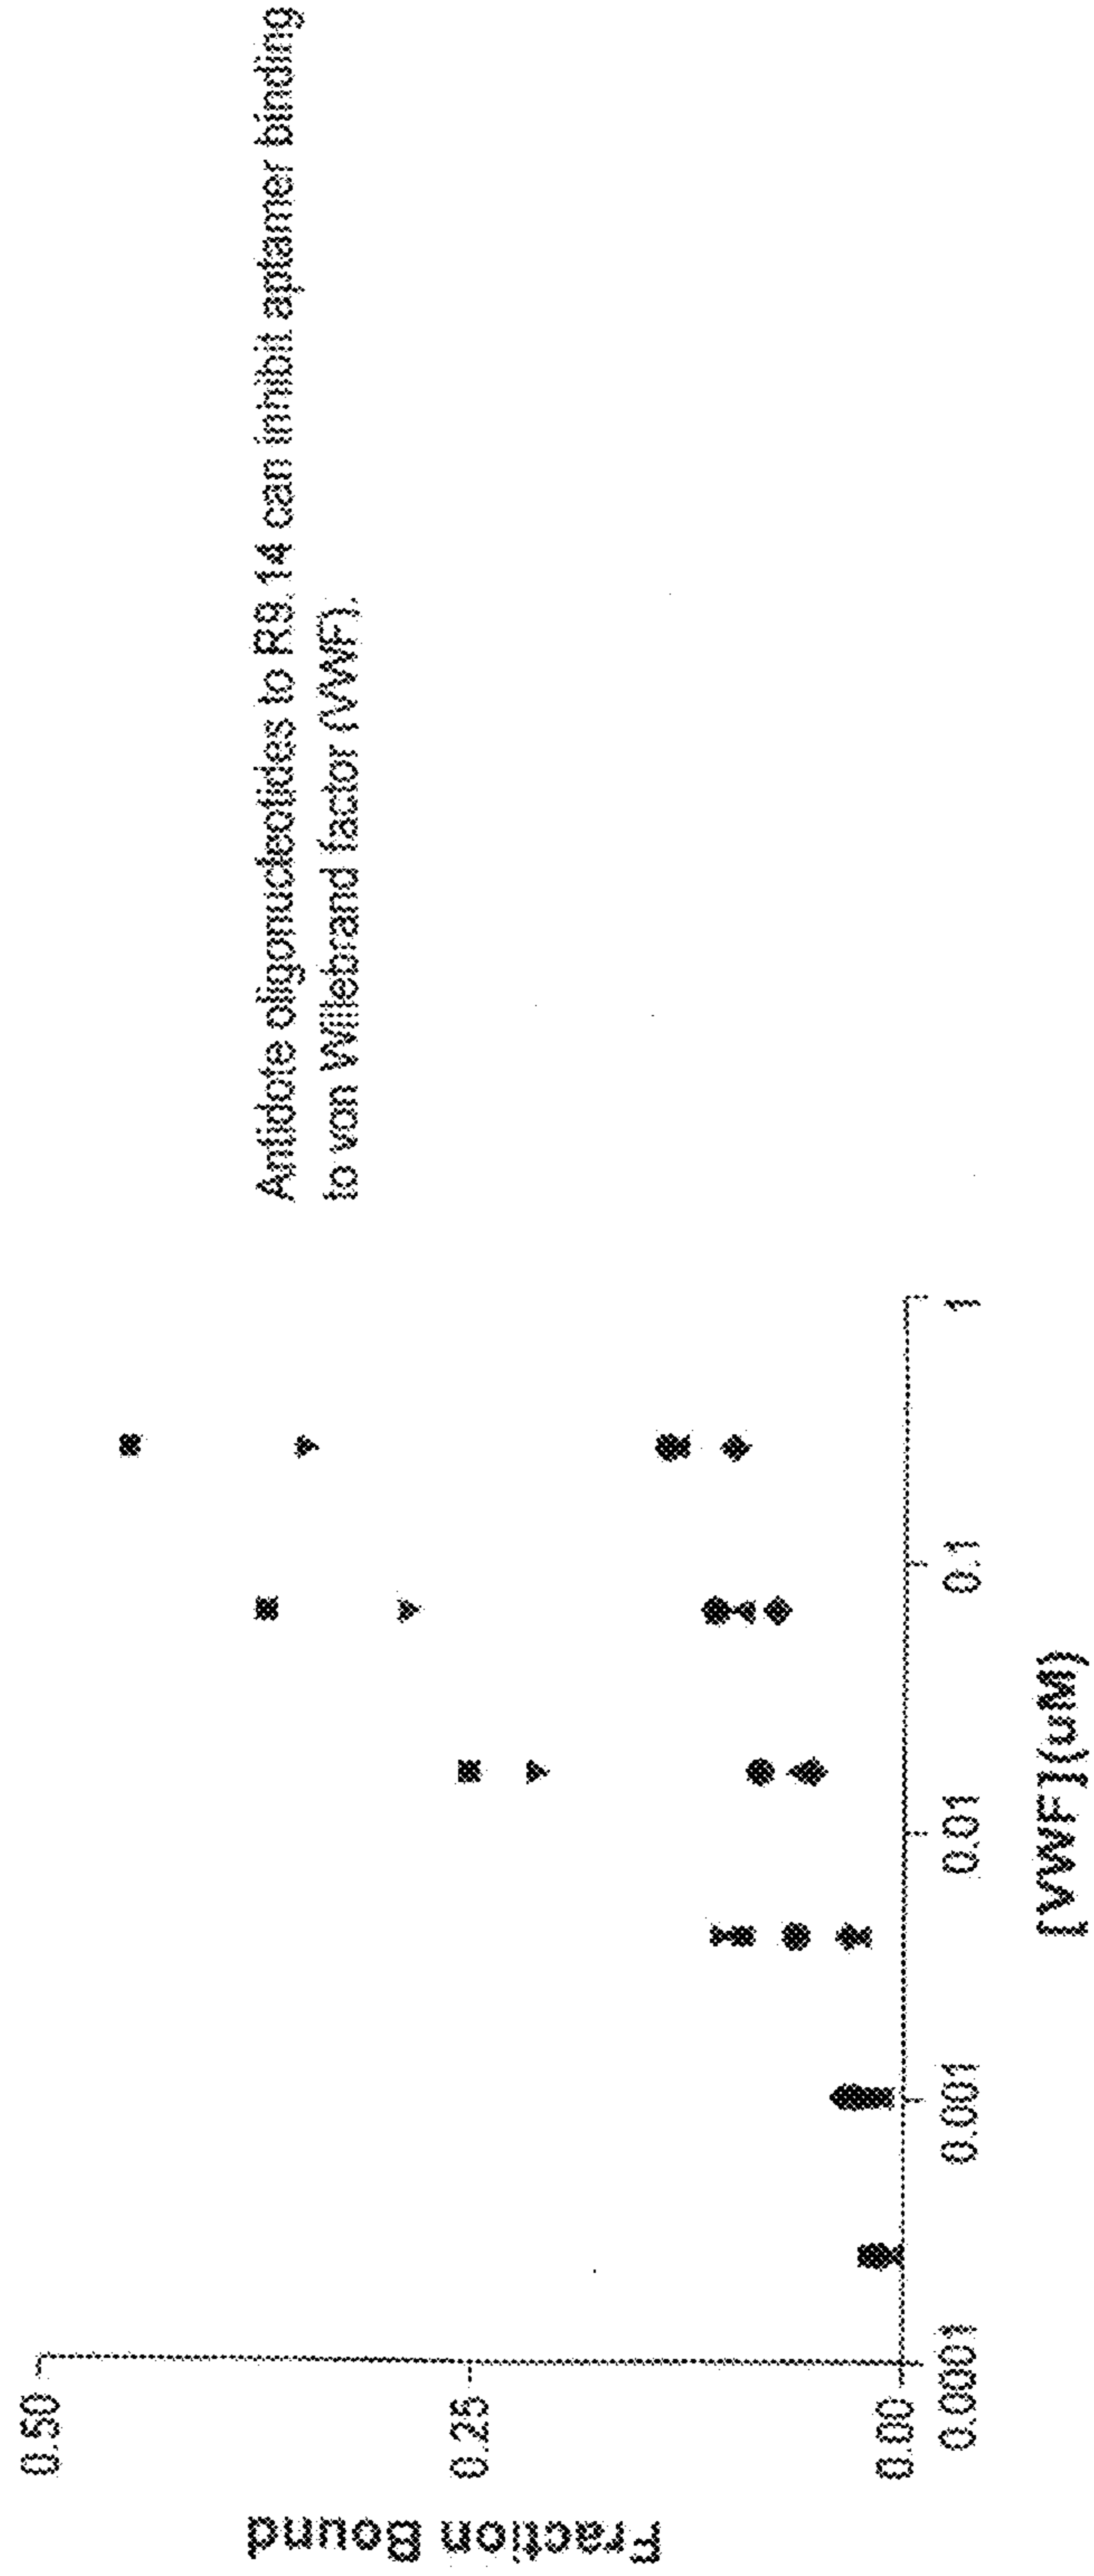 Antidote oligonucleotides to R9.14 can inhibit aptamer binding
to von Willebrand factor (VWF).
Fraction Bound
0.50
0.25
0.00
0.0001
0.001
0.01
0.1
1
[VWF](uM)